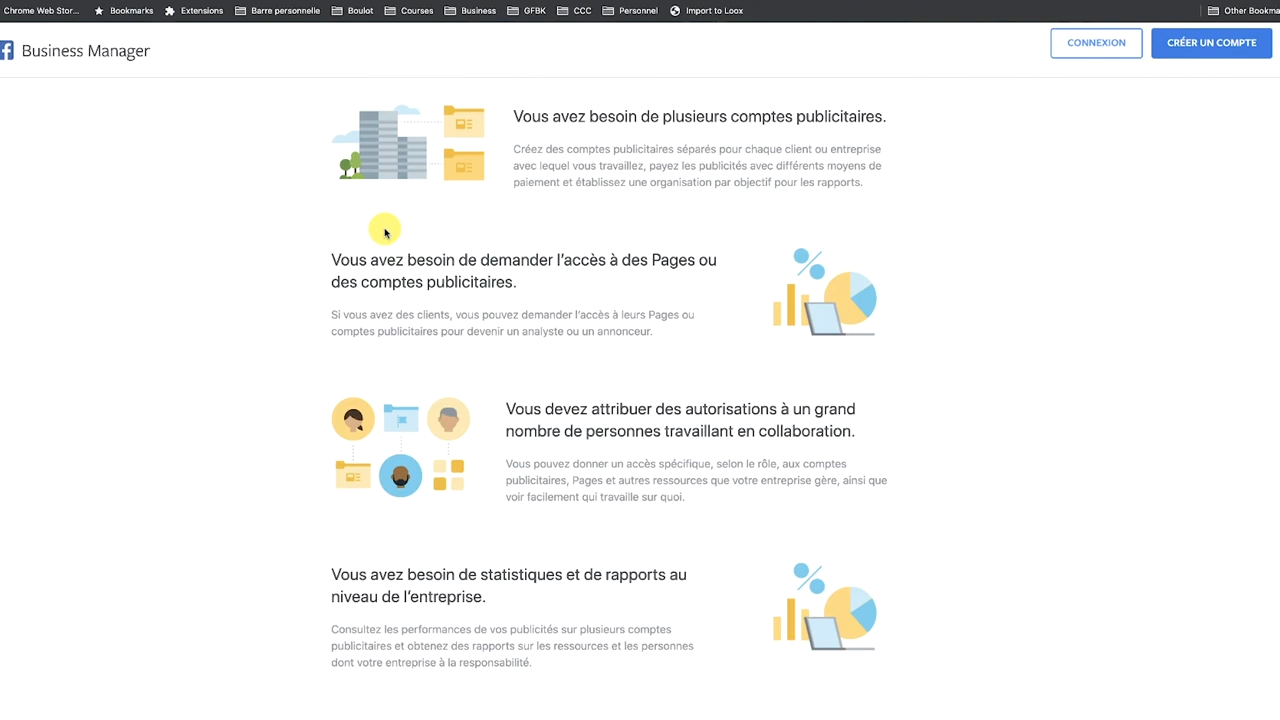 Chrome Web Stor... Bookmarks Extensions Barre personnelle Boulot Courses Business GFBK CCC Personnel Import to Loox Other Bookma
Business Manager
CONNEXION
CRÉER UN COMPTE
Vous avez besoin de plusieurs comptes publicitaires.
Créez des comptes publicitaires séparés pour chaque client ou entreprise
avec lequel vous travaillez, payez les publicités avec différents moyens de
paiement et établissez une organisation par objectif pour les rapports.
Vous avez besoin de demander l'accès à des Pages ou
des comptes publicitaires.
Si vous avez des clients, vous pouvez demander l'accès à leurs Pages ou
comptes publicitaires pour devenir un analyste ou un annonceur.
Vous devez attribuer des autorisations à un grand
nombre de personnes travaillant en collaboration.
Vous pouvez donner un accès spécifique, selon le rôle, aux comptes
publicitaires, Pages et autres ressources que votre entreprise gère, ainsi que
voir facilement qui travaille sur quoi.
Vous avez besoin de statistiques et de rapports au
niveau de l'entreprise.
Consultez les performances de vos publicités sur plusieurs comptes
publicitaires et obtenez des rapports sur les ressources et les personnes
dont votre entreprise à la responsabilité.